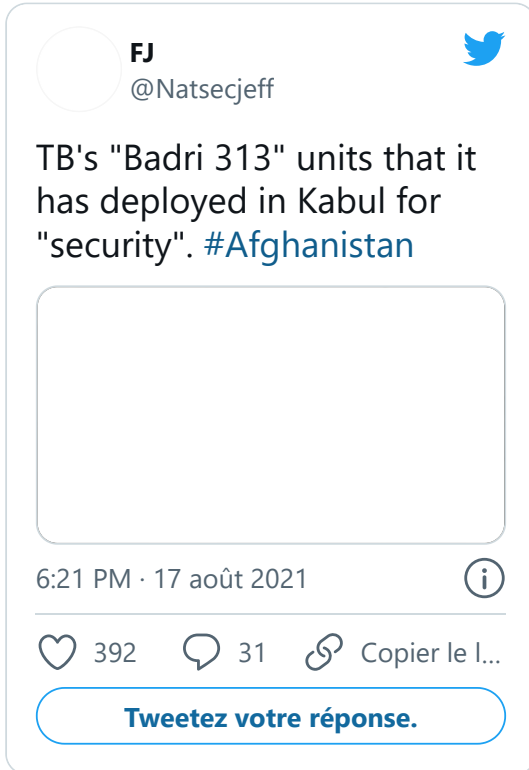 FJ
@Natsecjeff
TB's "Badri 313" units that it
has deployed in Kabul for
"security". #Afghanistan
6:21 PM · 17 août 2021
392 31 Copier le l...
Tweetez votre réponse.